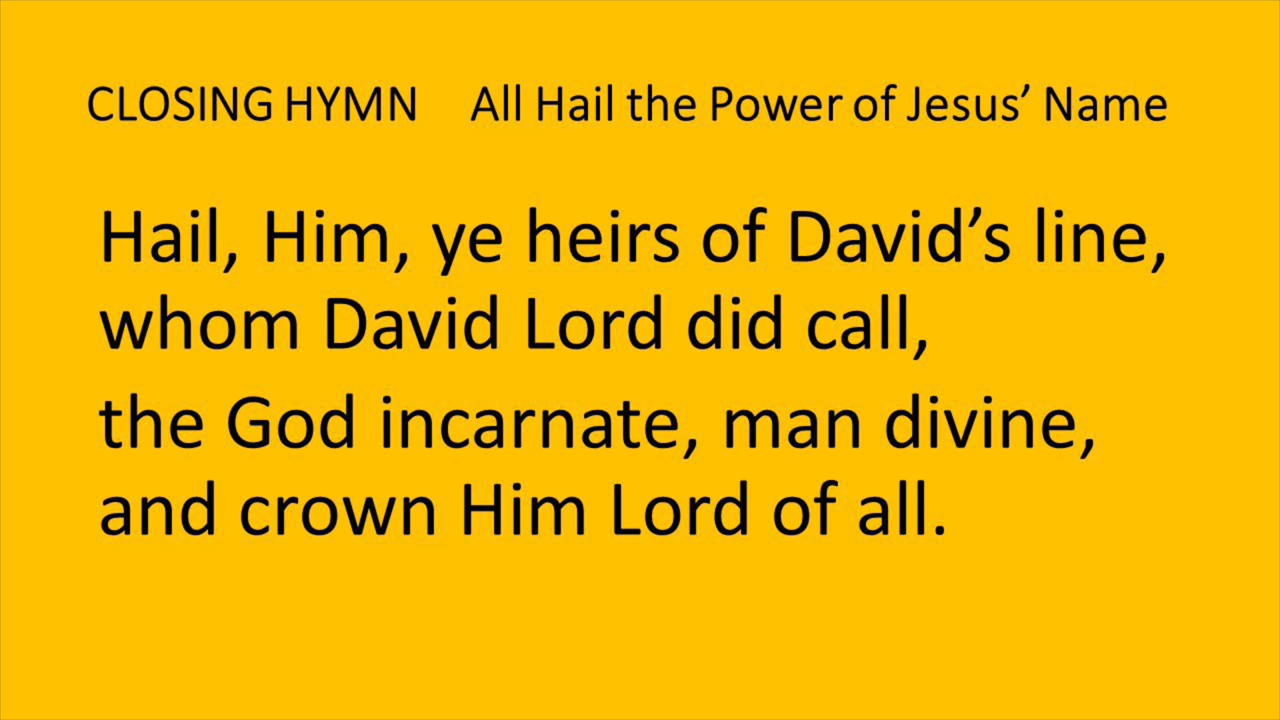 CLOSING HYMN All Hail the Power of Jesus’ Name
Hail, Him, ye heirs of David’s line,
whom David Lord did call,
the God incarnate, man divine,
and crown Him Lord of all.